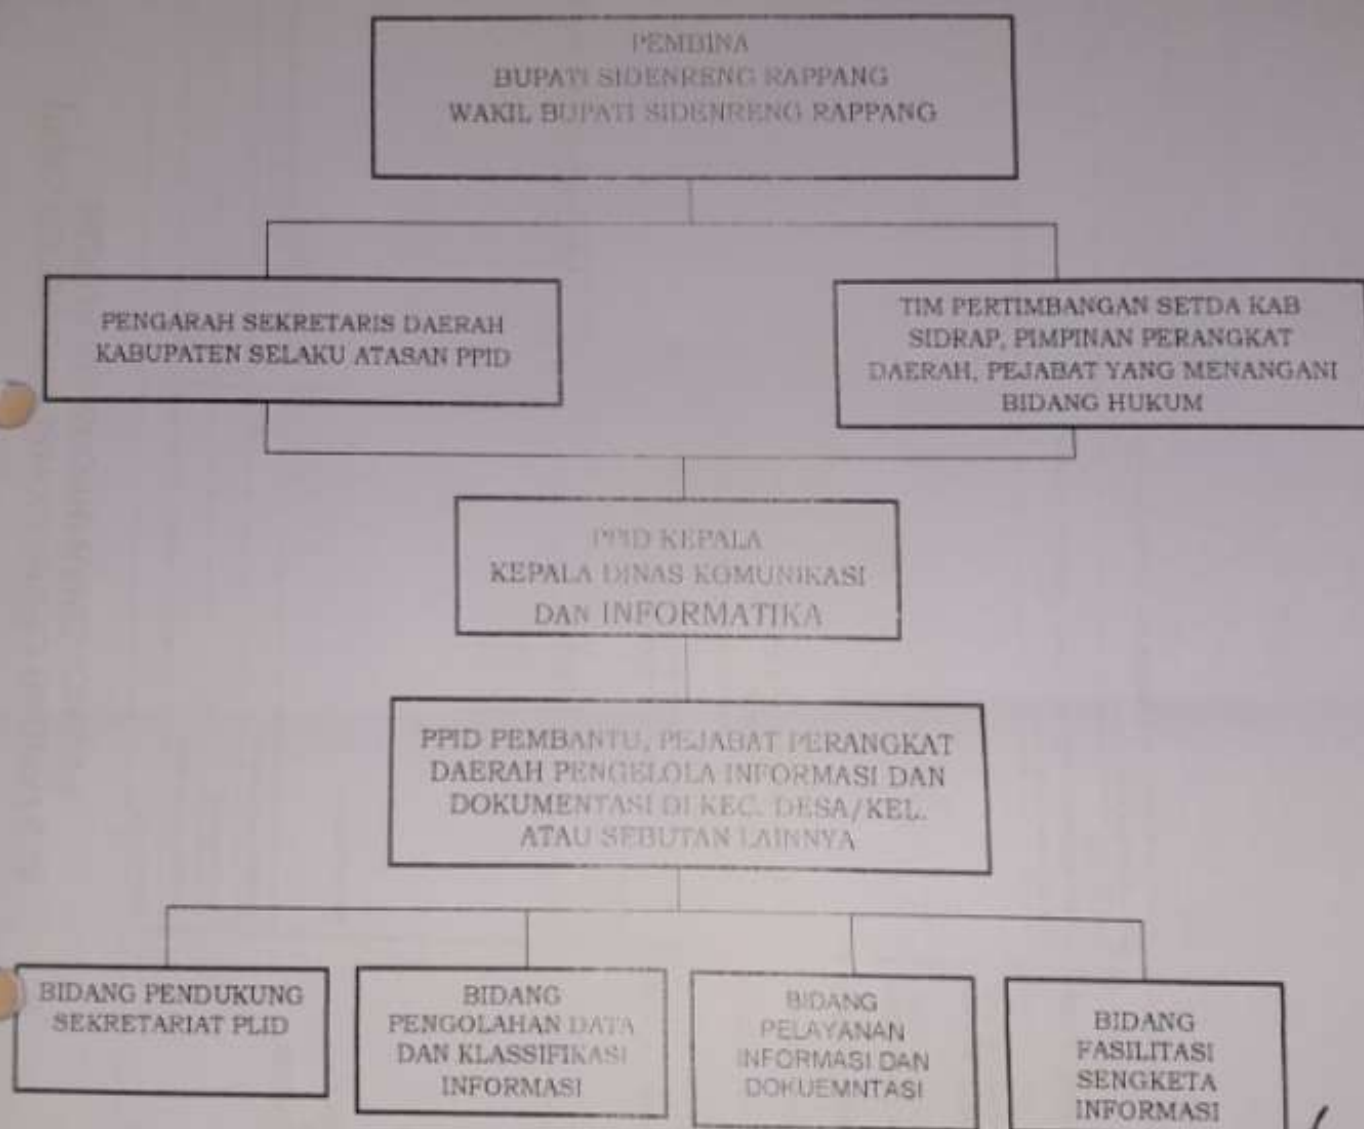 PEMBINA
BUPATI SIDENRENG RAPPANG
WAKIL BUPATI SIDENRENG RAPPANG
PENGARAH SEKRETARIS DAERAH
KABUPATEN SELAKU ATASAN PPID
TIM PERTIMBANGAN SETDA KAB
SIDRAP, PIMPINAN PERANGKAT
DAERAH, PEJABAT YANG MENANGANI
BIDANG HUKUM
PPID KEPALA
KEPALA DINAS KOMUNIKASI
DAN INFORMATIKA
PPID PEMBANTU, PEJABAT PERANGKAT
DAERAH PENGELOLA INFORMASI DAN
DOKUMENTASI DI KEC. DESA/KEL.
ATAU SEBUTAN LAINNYA
BIDANG PENDUKUNG
SEKRETARIAT PLID
BIDANG
PENGOLAHAN DATA
DAN KLASSIFIKASI
INFORMASI
BIDANG
PELAYANAN
INFORMASI DAN
DOKUEMNTASI
BIDANG
FASILITASI
SENGKETA
INFORMASI